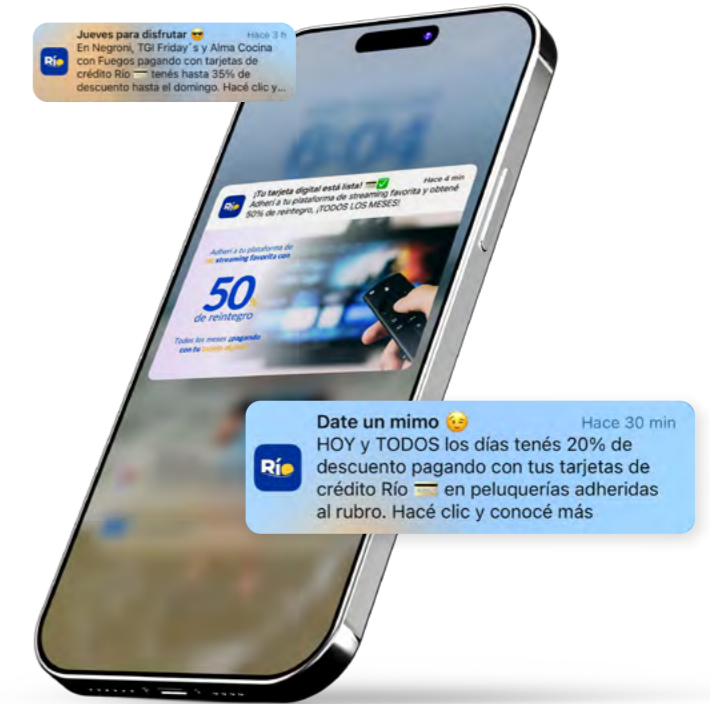 Jueves para disfrutar 😎 Hace 3 h
En Negroni, TGI Friday´s y Alma Cocina
con Fuegos pagando con tarjetas de
crédito Río 💳 tenés hasta 35% de
descuento hasta el domingo. Hacé clic y...
Río
6:04
¡Tu tarjeta digital está lista! 💳✅ Hace 4 min
Adherí a tu plataforma de streaming favorita y obtené
50% de reintegro, ¡TODOS LOS MESES!
Río
Adherí a tu plataforma de
streaming favorita con
50%
de reintegro
Todos los meses ¡pagando
con tu tarjeta digital!
Date un mimo 😉 Hace 30 min
HOY y TODOS los días tenés 20% de
descuento pagando con tus tarjetas de
crédito Río 💳 en peluquerías adheridas
al rubro. Hacé clic y conocé más
Río